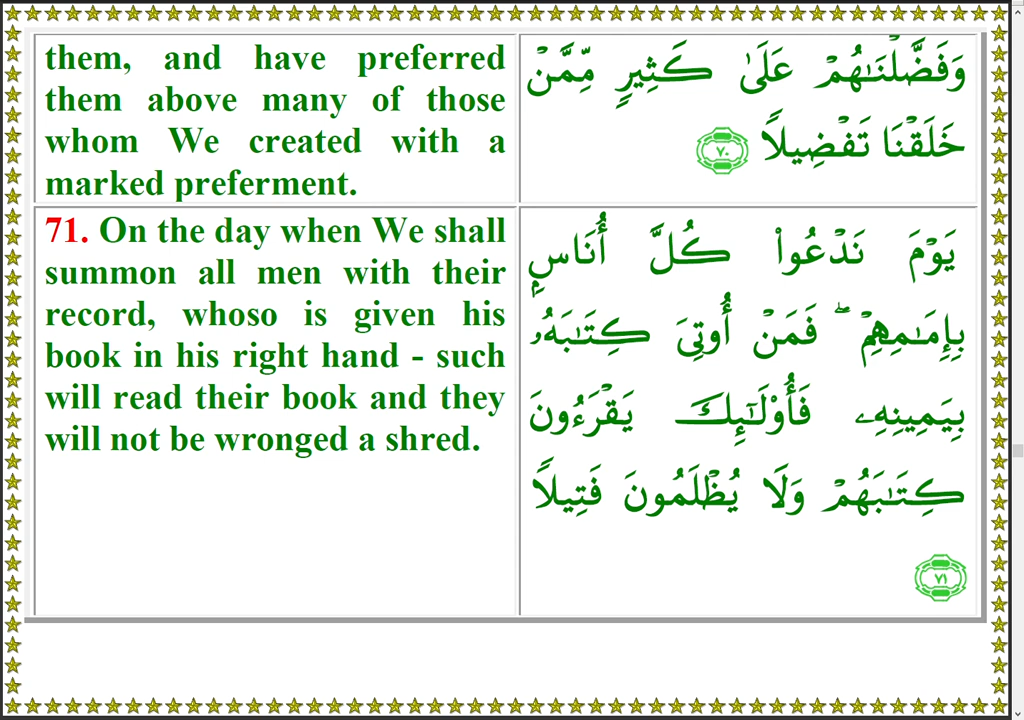 them, and have preferred
them above many of those
whom We created with a
marked preferment.
وَفَضَّلْنَـٰهُمْ عَلَىٰ كَثِيرٍ مِّمَّنْ
خَلَقْنَا تَفْضِيلاً ٧٠
71. On the day when We shall
summon all men with their
record, whoso is given his
book in his right hand - such
will read their book and they
will not be wronged a shred.
يَوْمَ نَدْعُوا۟ كُلَّ أُنَاسٍ
بِإِمَـٰمِهِمْ ۖ فَمَنْ أُوتِىَ كِتَـٰبَهُۥ
بِيَمِينِهِۦ فَأُو۟لَـٰٓئِكَ يَقْرَءُونَ
كِتَـٰبَهُمْ وَلَا يُظْلَمُونَ فَتِيلاً
٧١